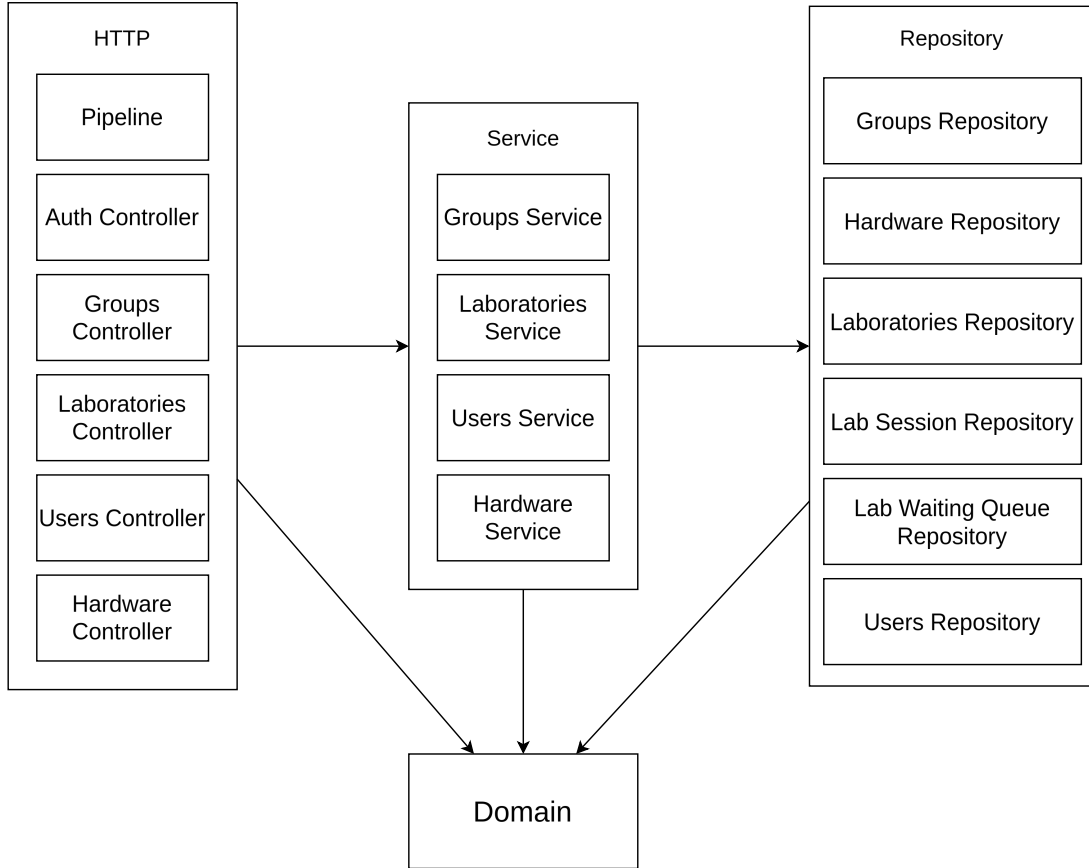 HTTP
Pipeline
Auth Controller
Groups
Controller
Laboratories
Controller
Users Controller
Hardware
Controller
Service
Groups Service
Laboratories
Service
Users Service
Hardware
Service
Repository
Groups Repository
Hardware Repository
Laboratories Repository
Lab Session Repository
Lab Waiting Queue
Repository
Users Repository
Domain